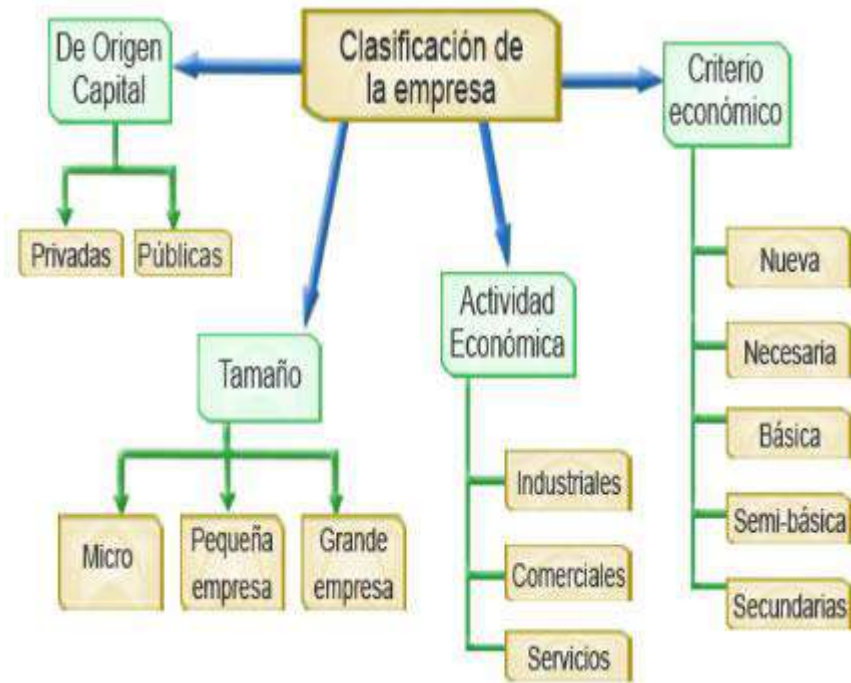 Clasificación de
la empresa
De Origen
Capital
Privadas
Públicas
Tamaño
Micro
Pequeña
empresa
Grande
empresa
Actividad
Económica
Industriales
Comerciales
Servicios
Criterio
económico
Nueva
Necesaria
Básica
Semi-básica
Secundarias